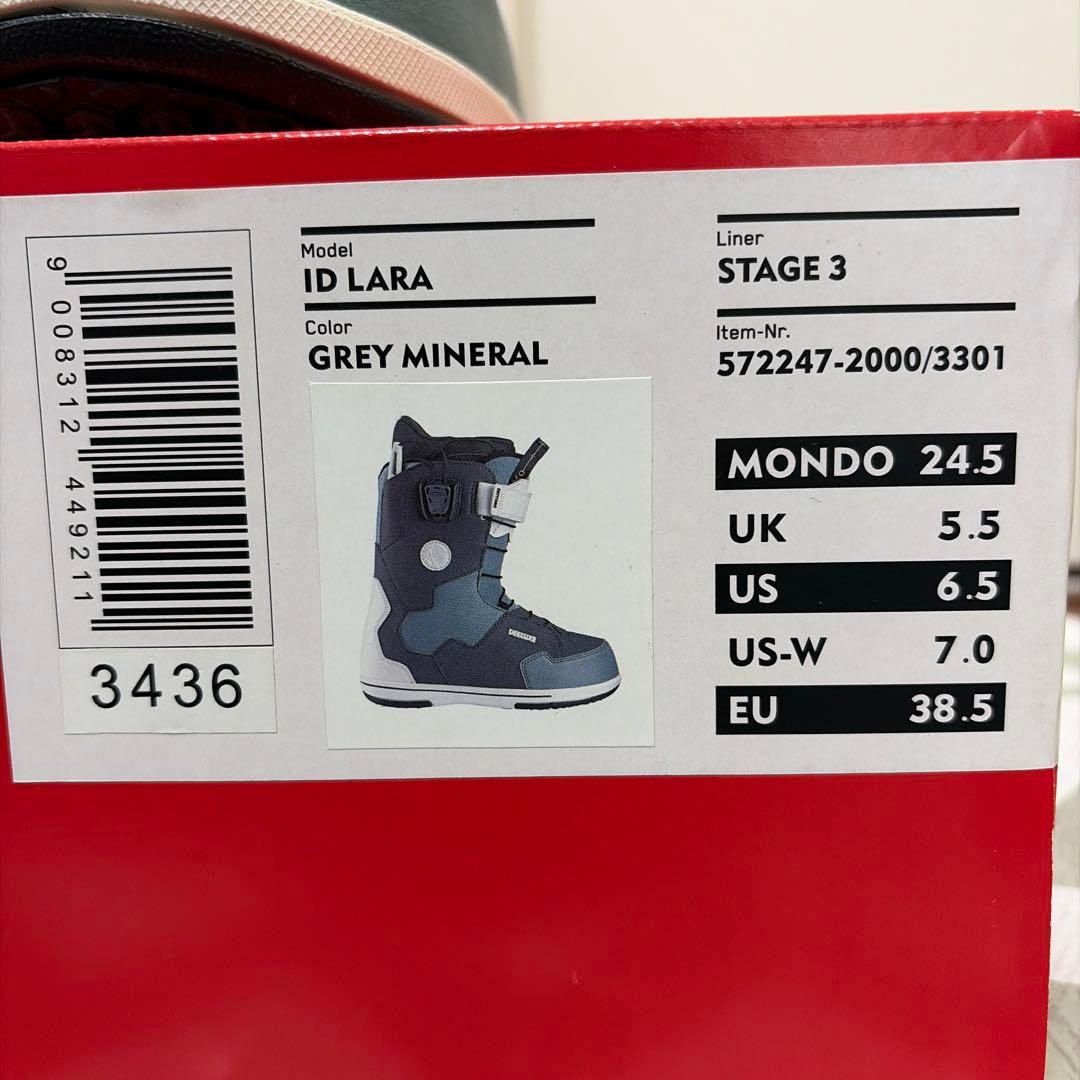 9 008312 449211
3436
Model
ID LARA
Color
GREY MINERAL
DEELUXE
Liner
STAGE 3
Item-Nr.
572247-2000/3301
MONDO 24.5
UK 5.5
US 6.5
US-W 7.0
EU 38.5